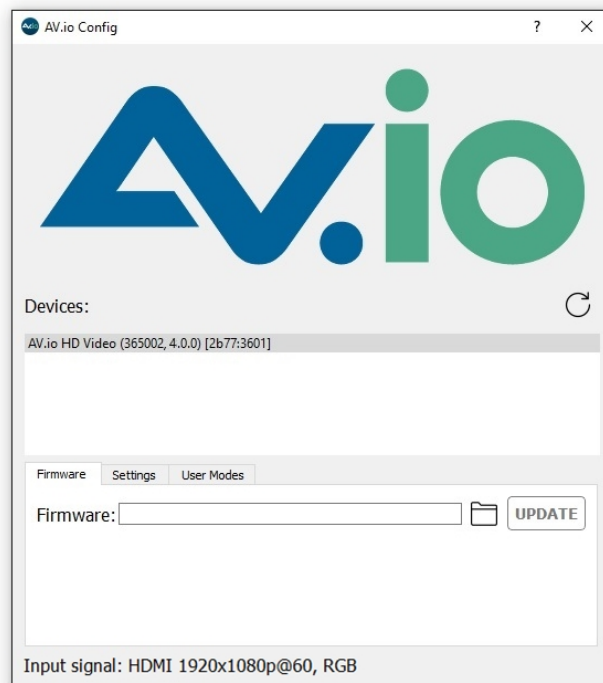 AV.io Config
AV.io
Devices:
AV.io HD Video (365002, 4.0.0) [2b77:3601]
Firmware Settings User Modes
Firmware: UPDATE
Input signal: HDMI 1920x1080p@60, RGB